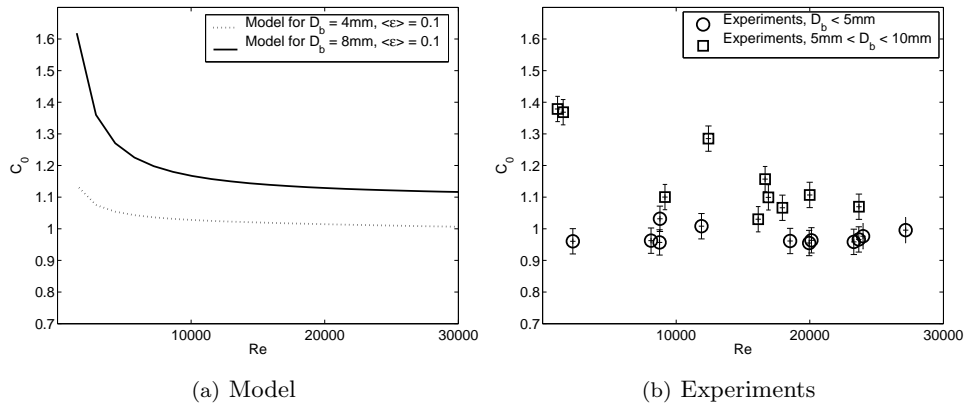 Model for D_b = 4mm, <ε> = 0.1
Model for D_b = 8mm, <ε> = 0.1
1.6
1.5
1.4
1.3
1.2
1.1
1
0.9
0.8
0.7
C_0
10000
20000
30000
Re
(a) Model
Experiments, D_b < 5mm
Experiments, 5mm < D_b < 10mm
1.6
1.5
1.4
1.3
1.2
1.1
1
0.9
0.8
0.7
C_0
10000
20000
30000
Re
(b) Experiments